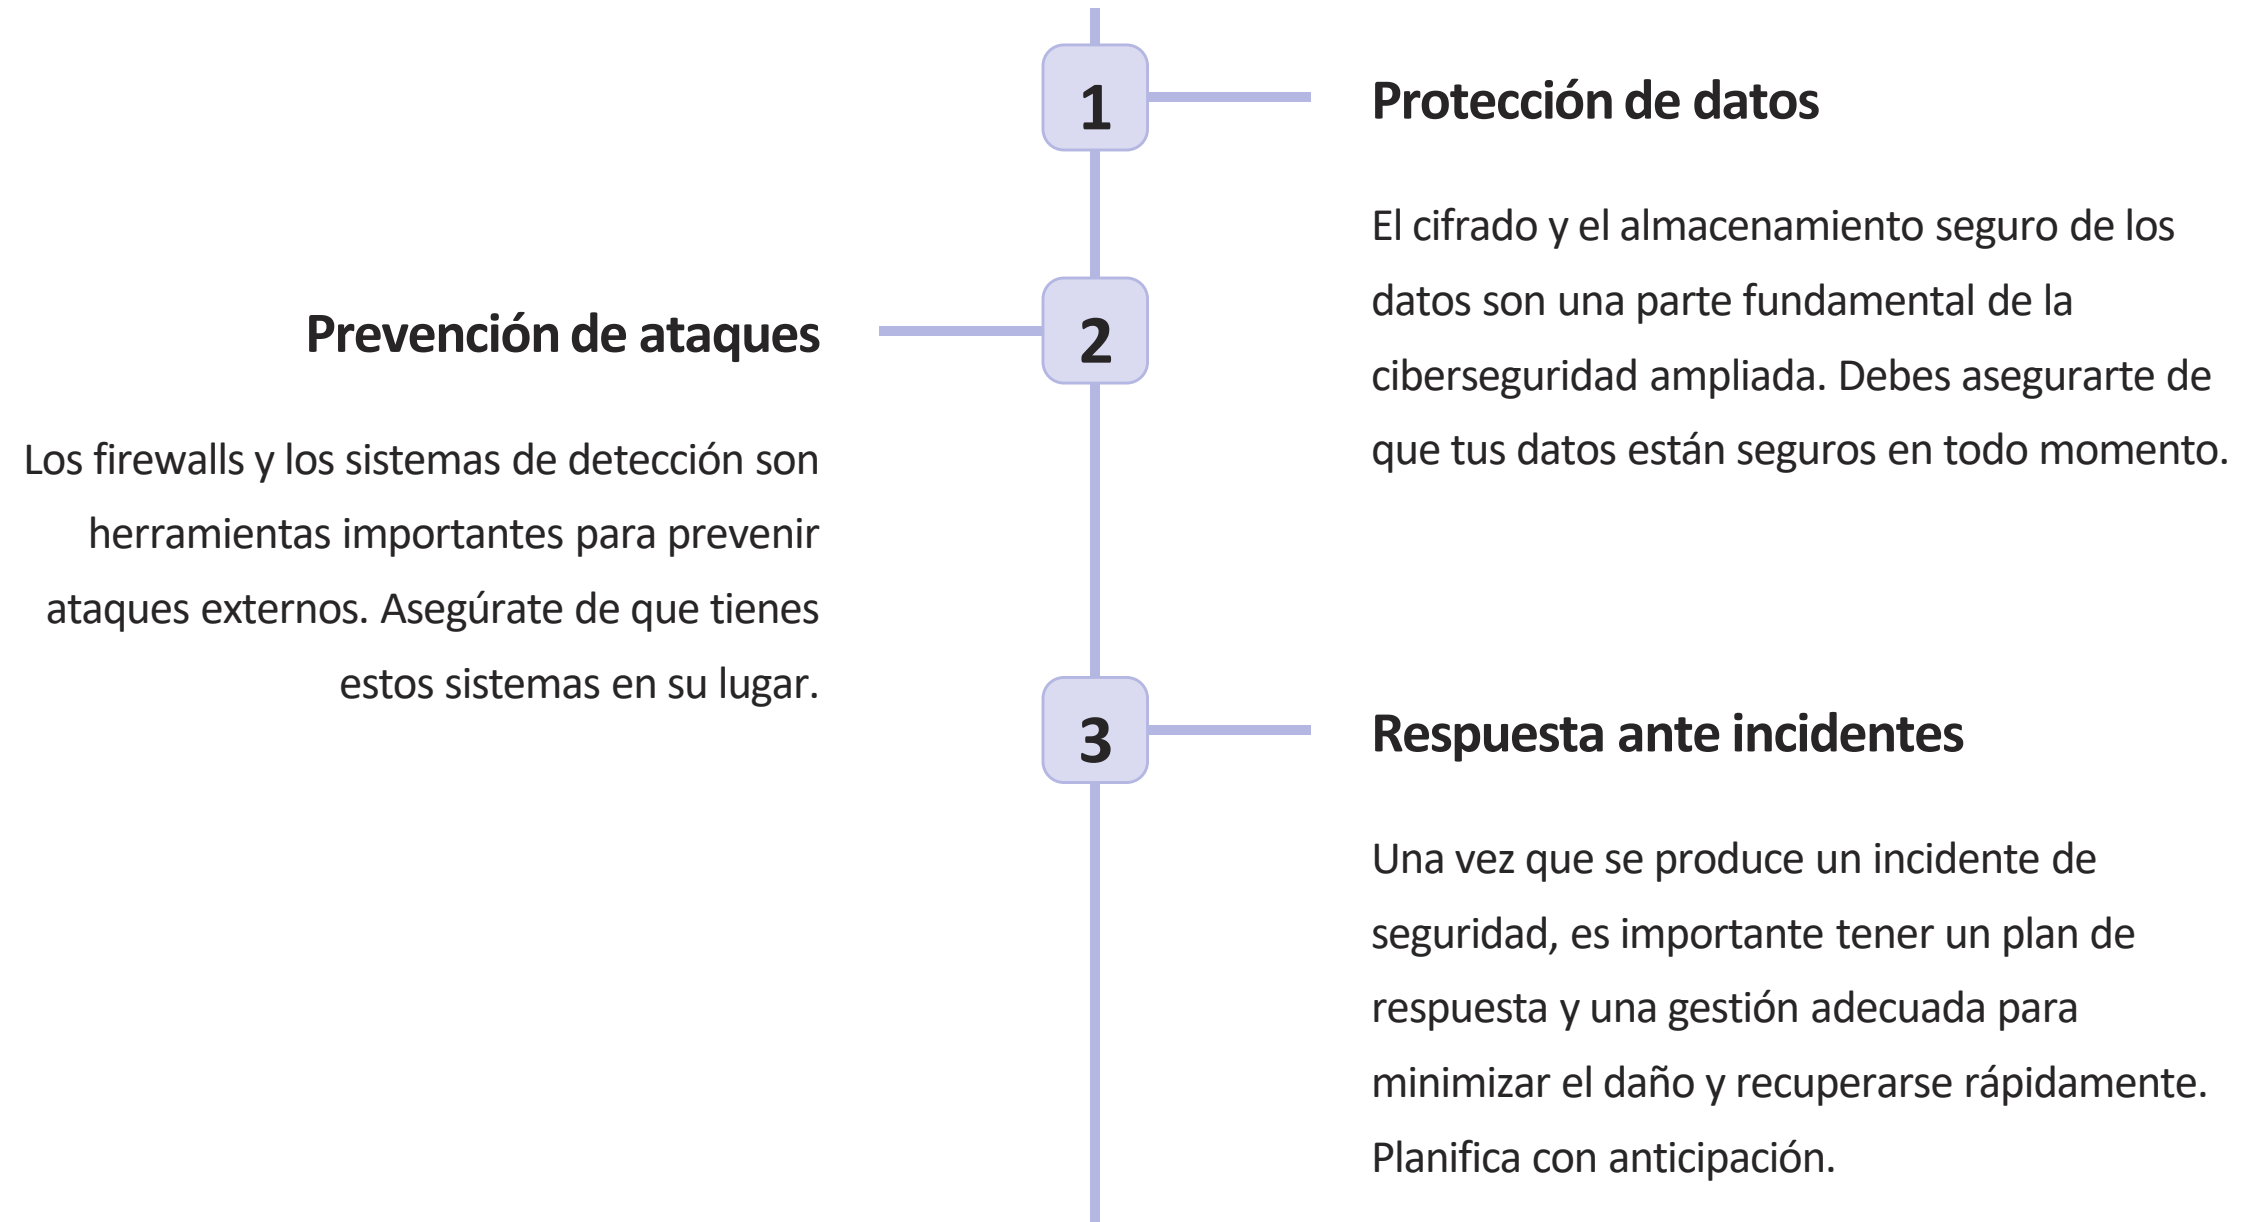 1
Protección de datos
El cifrado y el almacenamiento seguro de los
datos son una parte fundamental de la
ciberseguridad ampliada. Debes asegurarte de
que tus datos están seguros en todo momento.
2
Prevención de ataques
Los firewalls y los sistemas de detección son
herramientas importantes para prevenir
ataques externos. Asegúrate de que tienes
estos sistemas en su lugar.
3
Respuesta ante incidentes
Una vez que se produce un incidente de
seguridad, es importante tener un plan de
respuesta y una gestión adecuada para
minimizar el daño y recuperarse rápidamente.
Planifica con anticipación.